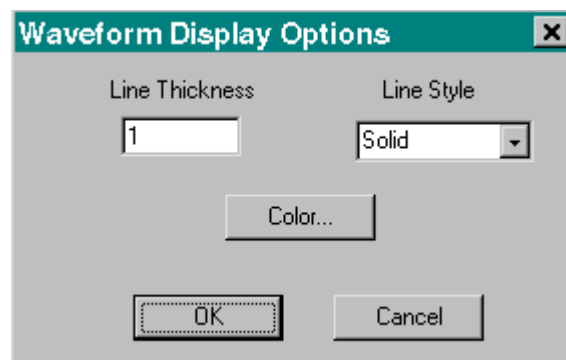 Waveform Display Options
Line Thickness
Line Style
1
Solid
Color...
OK
Cancel